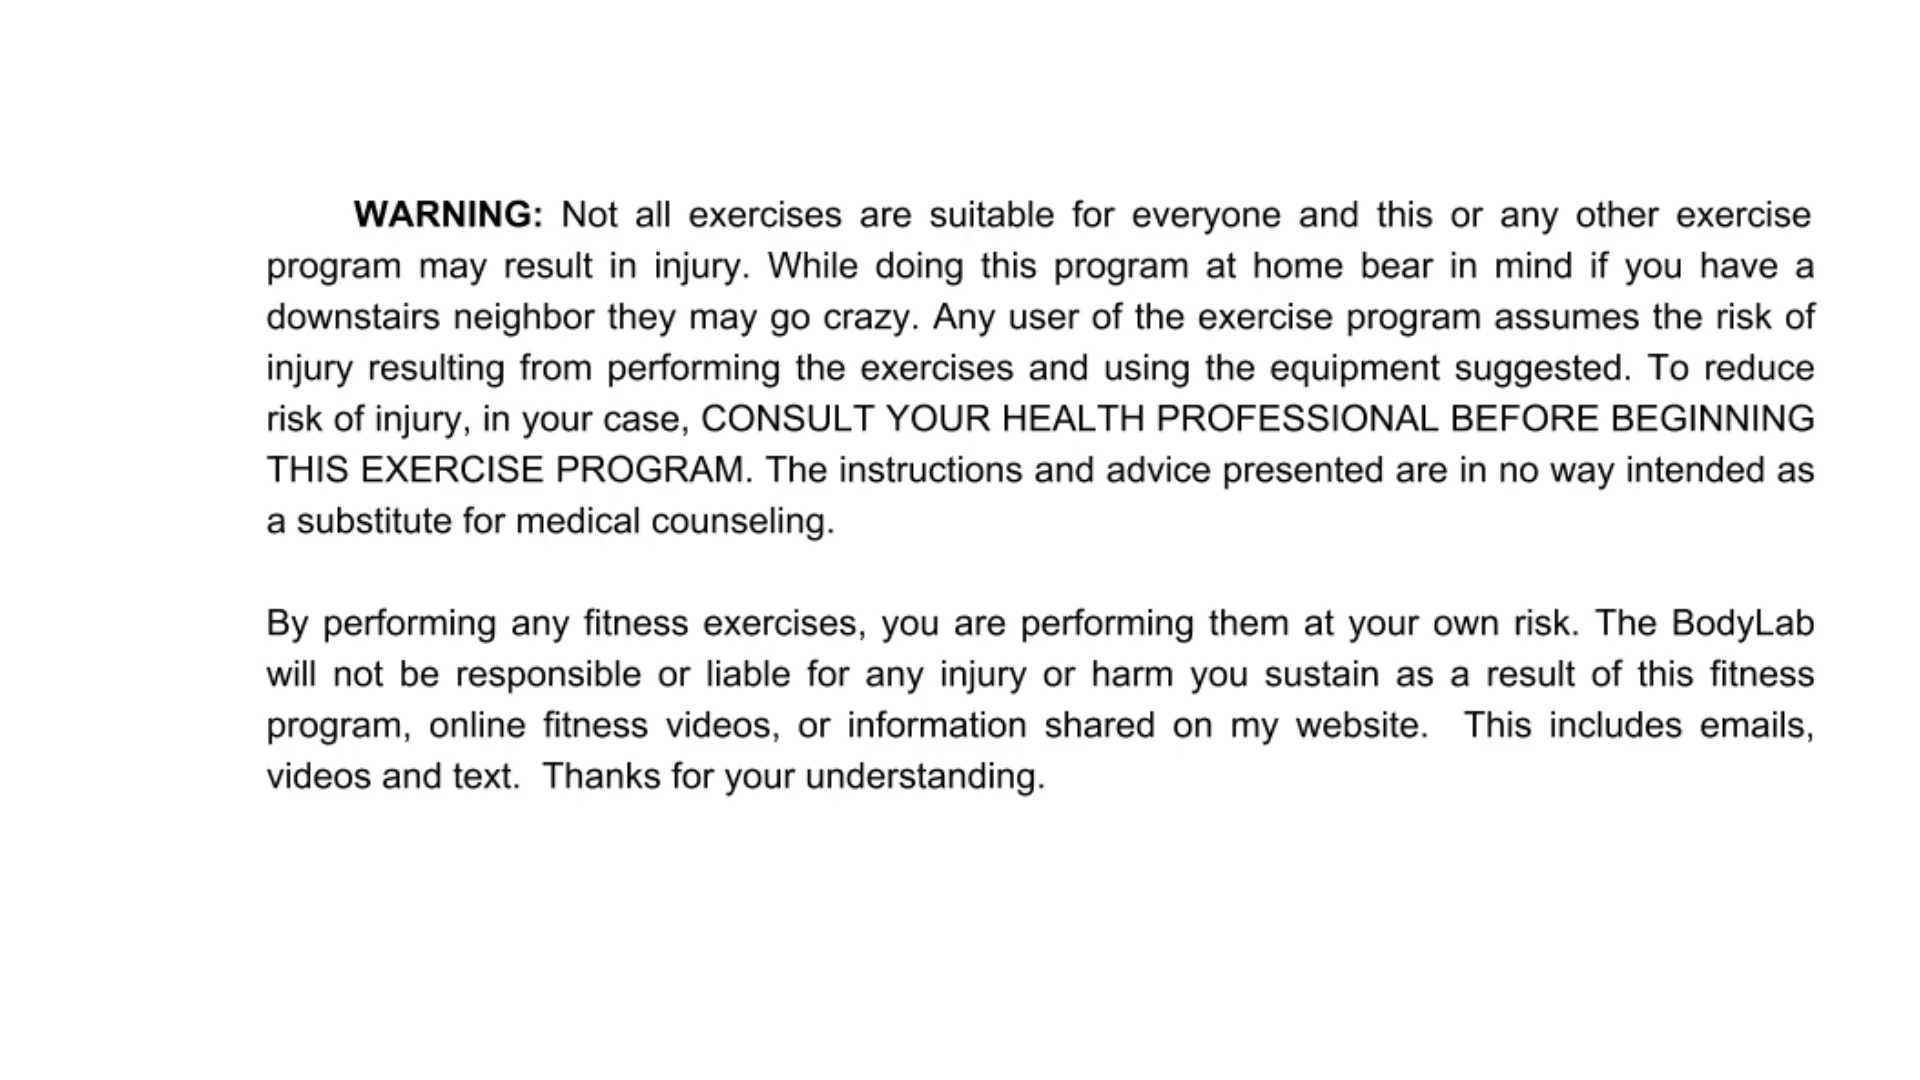 WARNING: Not all exercises are suitable for everyone and this or any other exercise
program may result in injury. While doing this program at home bear in mind if you have a
downstairs neighbor they may go crazy. Any user of the exercise program assumes the risk of
injury resulting from performing the exercises and using the equipment suggested. To reduce
risk of injury, in your case, CONSULT YOUR HEALTH PROFESSIONAL BEFORE BEGINNING
THIS EXERCISE PROGRAM. The instructions and advice presented are in no way intended as
a substitute for medical counseling.
By performing any fitness exercises, you are performing them at your own risk. The BodyLab
will not be responsible or liable for any injury or harm you sustain as a result of this fitness
program, online fitness videos, or information shared on my website.  This includes emails,
videos and text.  Thanks for your understanding.